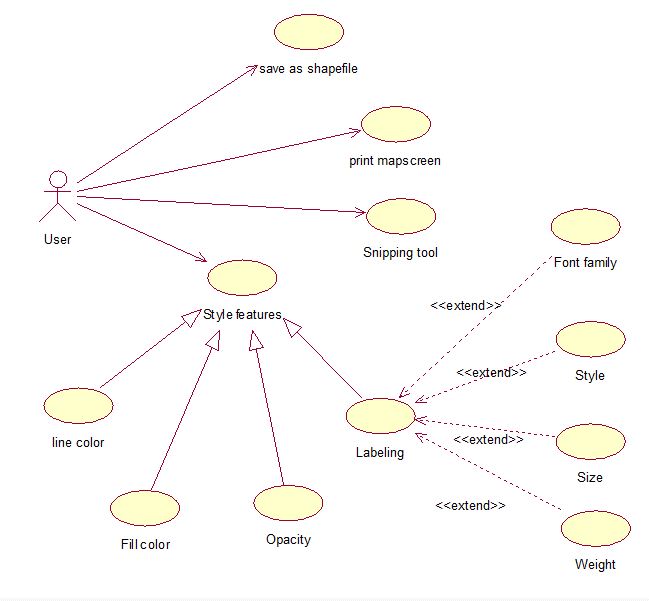 save as shapefile
print mapscreen
User
Snipping tool
Font family
<<extend>>
Style features
<<extend>>
Style
line color
Labeling
<<extend>>
Size
<<extend>>
Fill color
Opacity
Weight